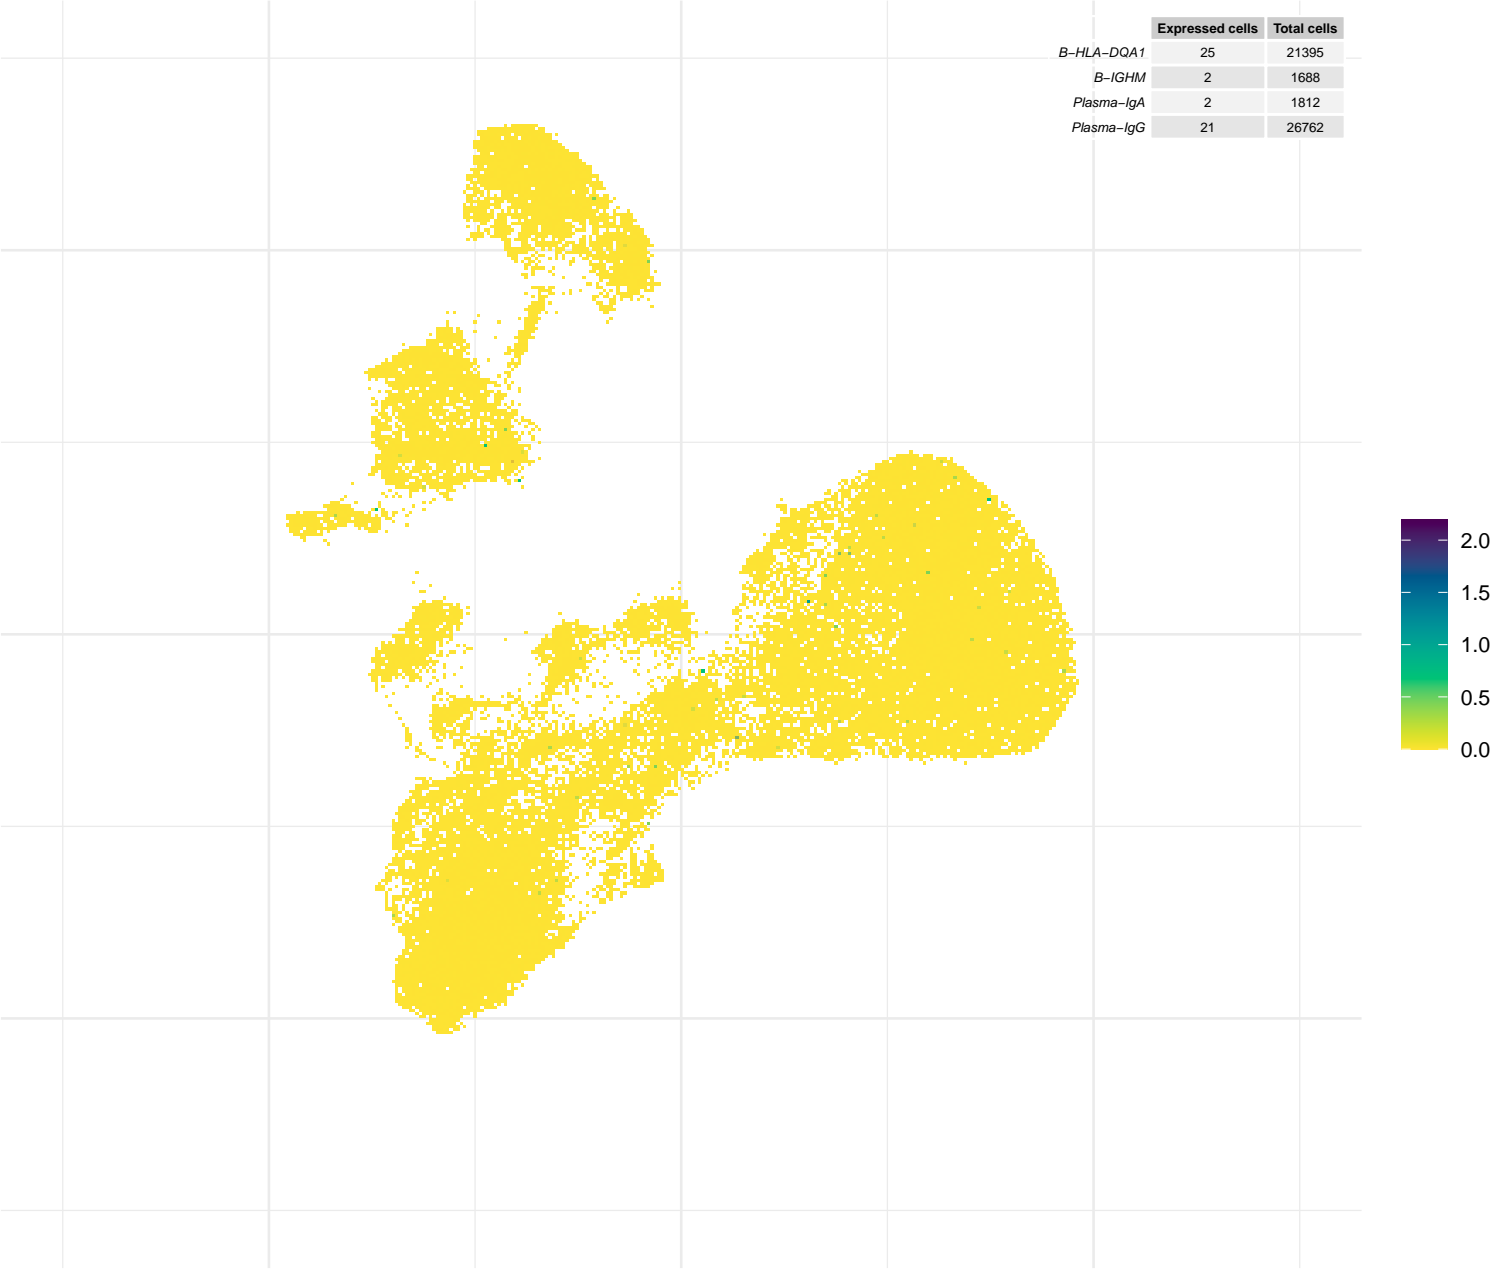 Expressed cells Total cells
B−HLA−DQA1 25 21395
B−IGHM 2 1688
Plasma−IgA 2 1812
Plasma−IgG 21 26762
2.0
1.5
1.0
0.5
0.0